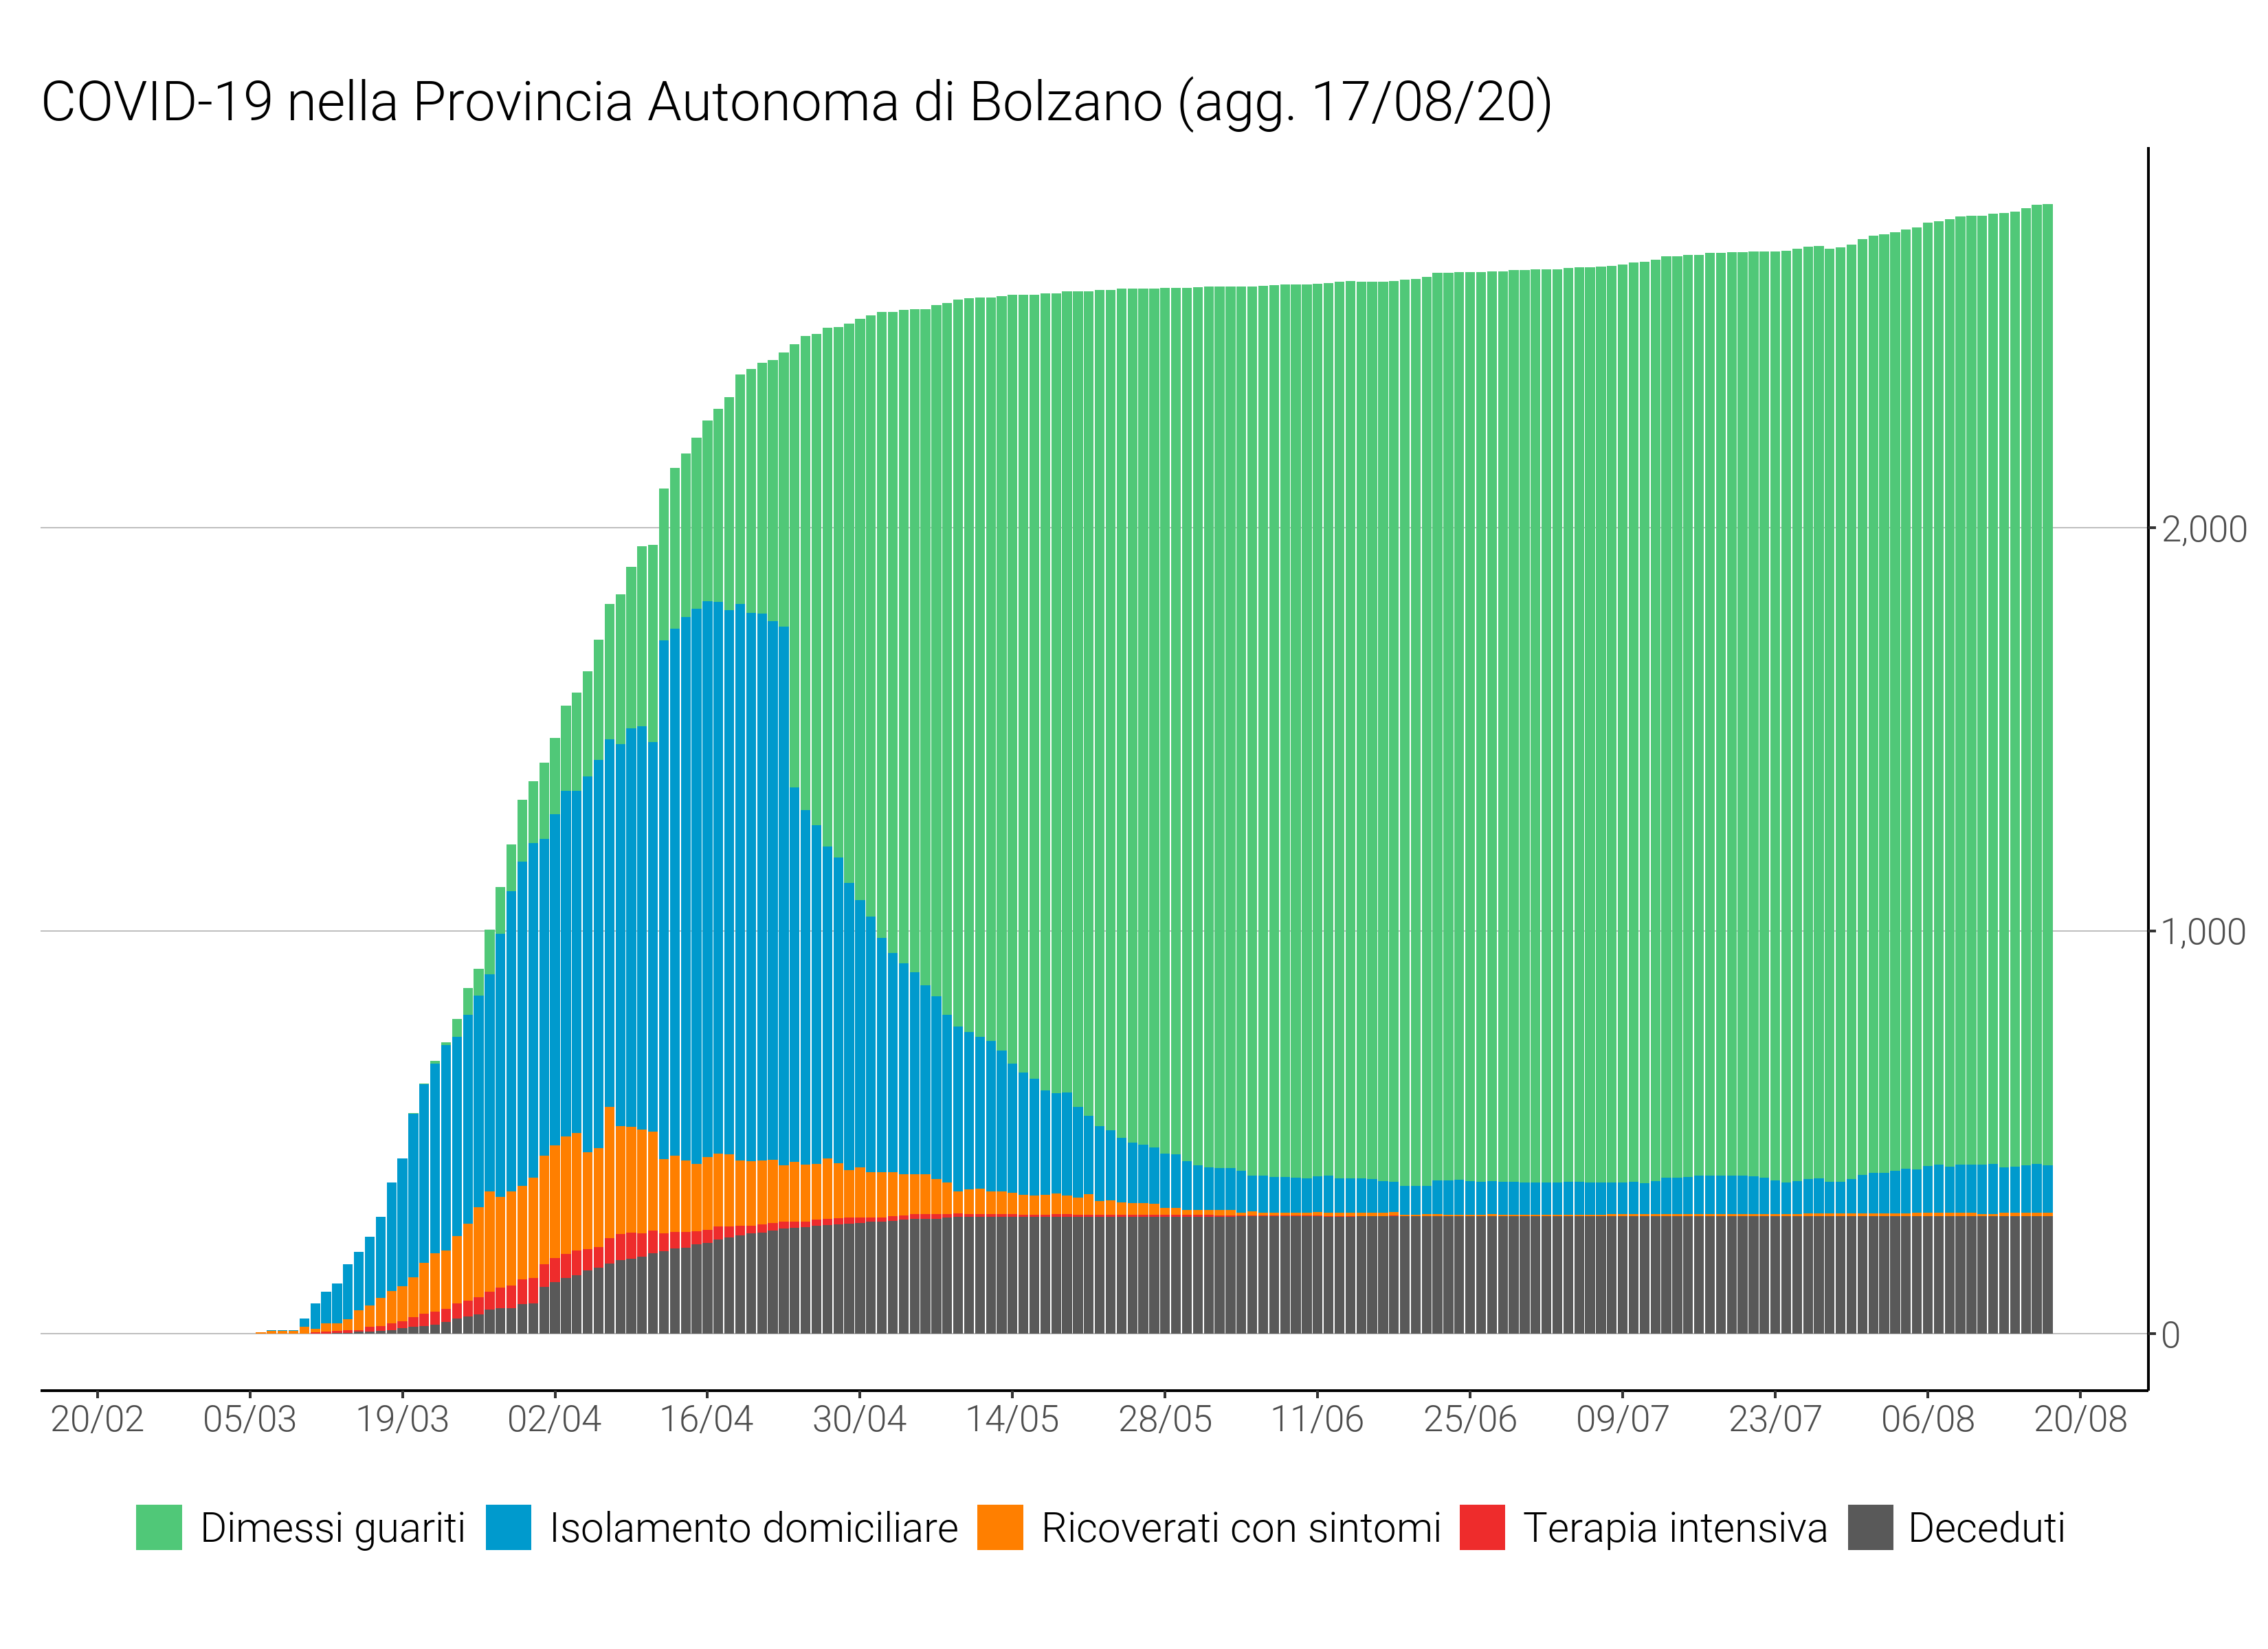 COVID-19 nella Provincia Autonoma di Bolzano (agg. 17/08/20)
2,000
1,000
0
20/02 05/03 19/03 02/04 16/04 30/04 14/05 28/05 11/06 25/06 09/07 23/07 06/08 20/08
Dimessi guariti Isolamento domiciliare Ricoverati con sintomi Terapia intensiva Deceduti